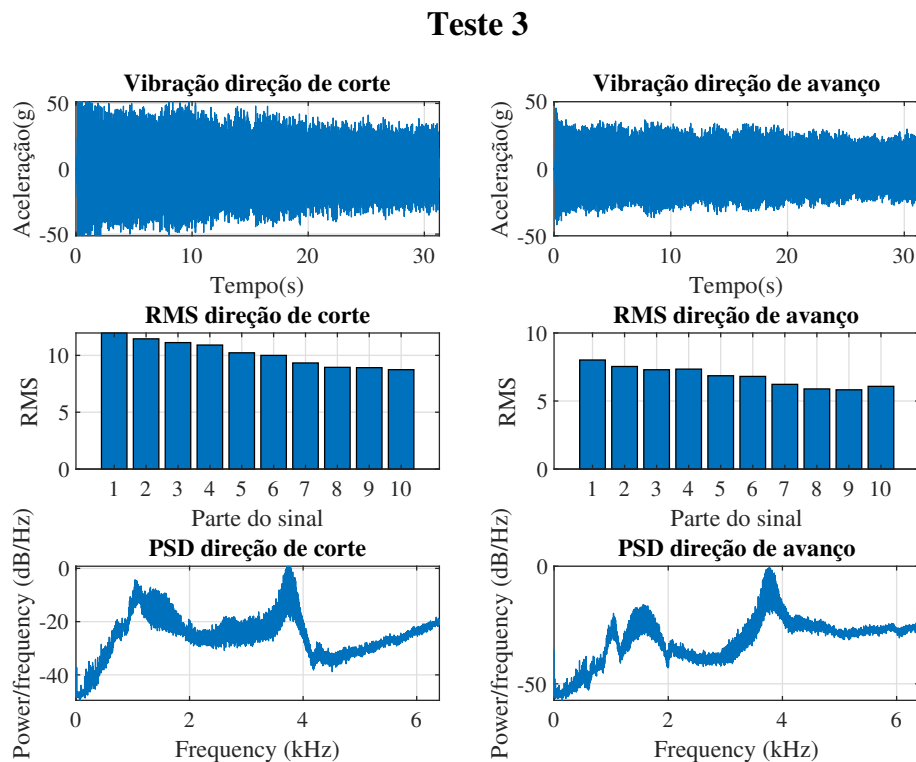 Teste 3
Vibração direção de corte
Aceleração(g)
50
0
-50
0 10 20 30
Tempo(s)
Vibração direção de avanço
Aceleração(g)
50
0
-50
0 10 20 30
Tempo(s)
RMS direção de corte
RMS
10
5
0
1 2 3 4 5 6 7 8 9 10
Parte do sinal
RMS direção de avanço
RMS
10
5
0
1 2 3 4 5 6 7 8 9 10
Parte do sinal
PSD direção de corte
Power/frequency (dB/Hz)
0
-20
-40
0 2 4 6
Frequency (kHz)
PSD direção de avanço
Power/frequency (dB/Hz)
0
-50
0 2 4 6
Frequency (kHz)